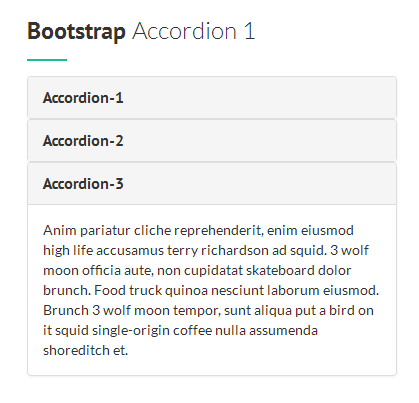 Bootstrap Accordion 1
Accordion-1
Accordion-2
Accordion-3
Anim pariatur cliche reprehenderit, enim eiusmod
high life accusamus terry richardson ad squid. 3 wolf
moon officia aute, non cupidatat skateboard dolor
brunch. Food truck quinoa nesciunt laborum eiusmod.
Brunch 3 wolf moon tempor, sunt aliqua put a bird on
it squid single-origin coffee nulla assumenda
shoreditch et.